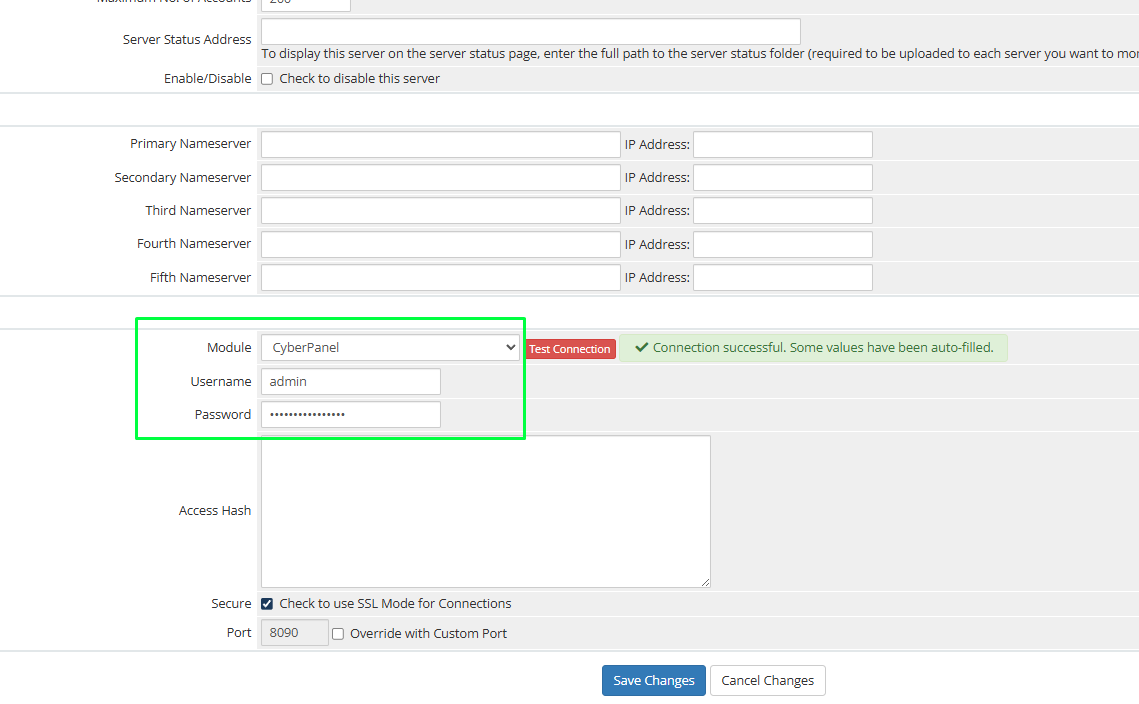 Maximum No. of Accounts 200
Server Status Address
To display this server on the server status page, enter the full path to the server status folder (required to be uploaded to each server you want to
Enable/Disable Check to disable this server
Primary Nameserver IP Address:
Secondary Nameserver IP Address:
Third Nameserver IP Address:
Fourth Nameserver IP Address:
Fifth Nameserver IP Address:
Module CyberPanel Test Connection ✔ Connection successful. Some values have been auto-filled.
Username admin
Password ••••••••••••••••
Access Hash
Secure Check to use SSL Mode for Connections
Port 8090 Override with Custom Port
Save Changes Cancel Changes